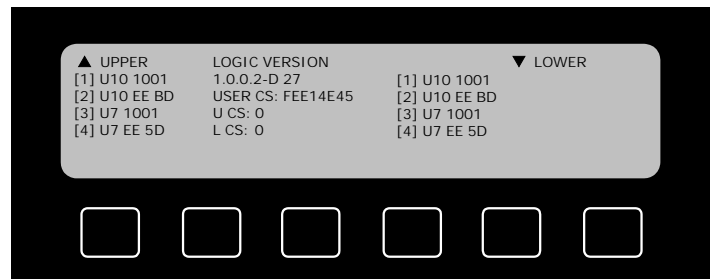 ▲ UPPER LOGIC VERSION ▼ LOWER
[1] U10 1001 1.0.0.2-D 27 [1] U10 1001
[2] U10 EE BD USER CS: FEE14E45 [2] U10 EE BD
[3] U7 1001 U CS: 0 [3] U7 1001
[4] U7 EE 5D L CS: 0 [4] U7 EE 5D